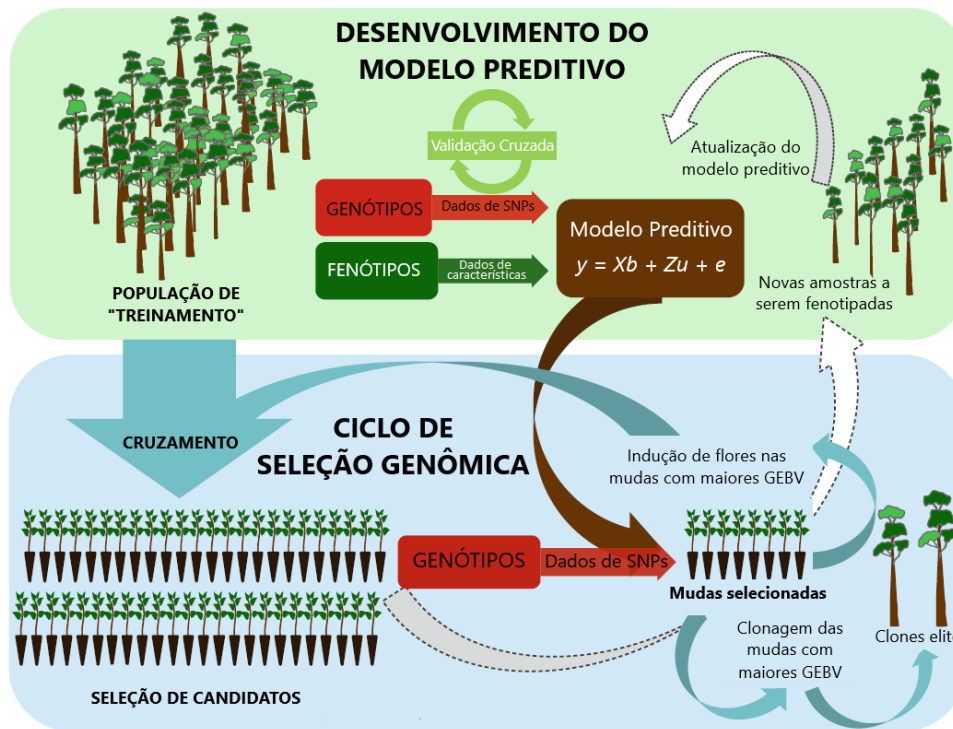 DESENVOLVIMENTO DO
MODELO PREDITIVO
Validação Cruzada
Atualização do
modelo preditivo
GENÓTIPOS
Dados de SNPs
FENÓTIPOS
Dados de
características
Modelo Preditivo
y = Xb + Zu + e
Novas amostras a
serem fenotipadas
POPULAÇÃO DE
"TREINAMENTO"
CRUZAMENTO
CICLO DE
SELEÇÃO GENÔMICA
Indução de flores nas
mudas com maiores GEBV
GENÓTIPOS
Dados de SNPs
Mudas selecionadas
Clonagem das
mudas com
maiores GEBV
Clones elite
SELEÇÃO DE CANDIDATOS